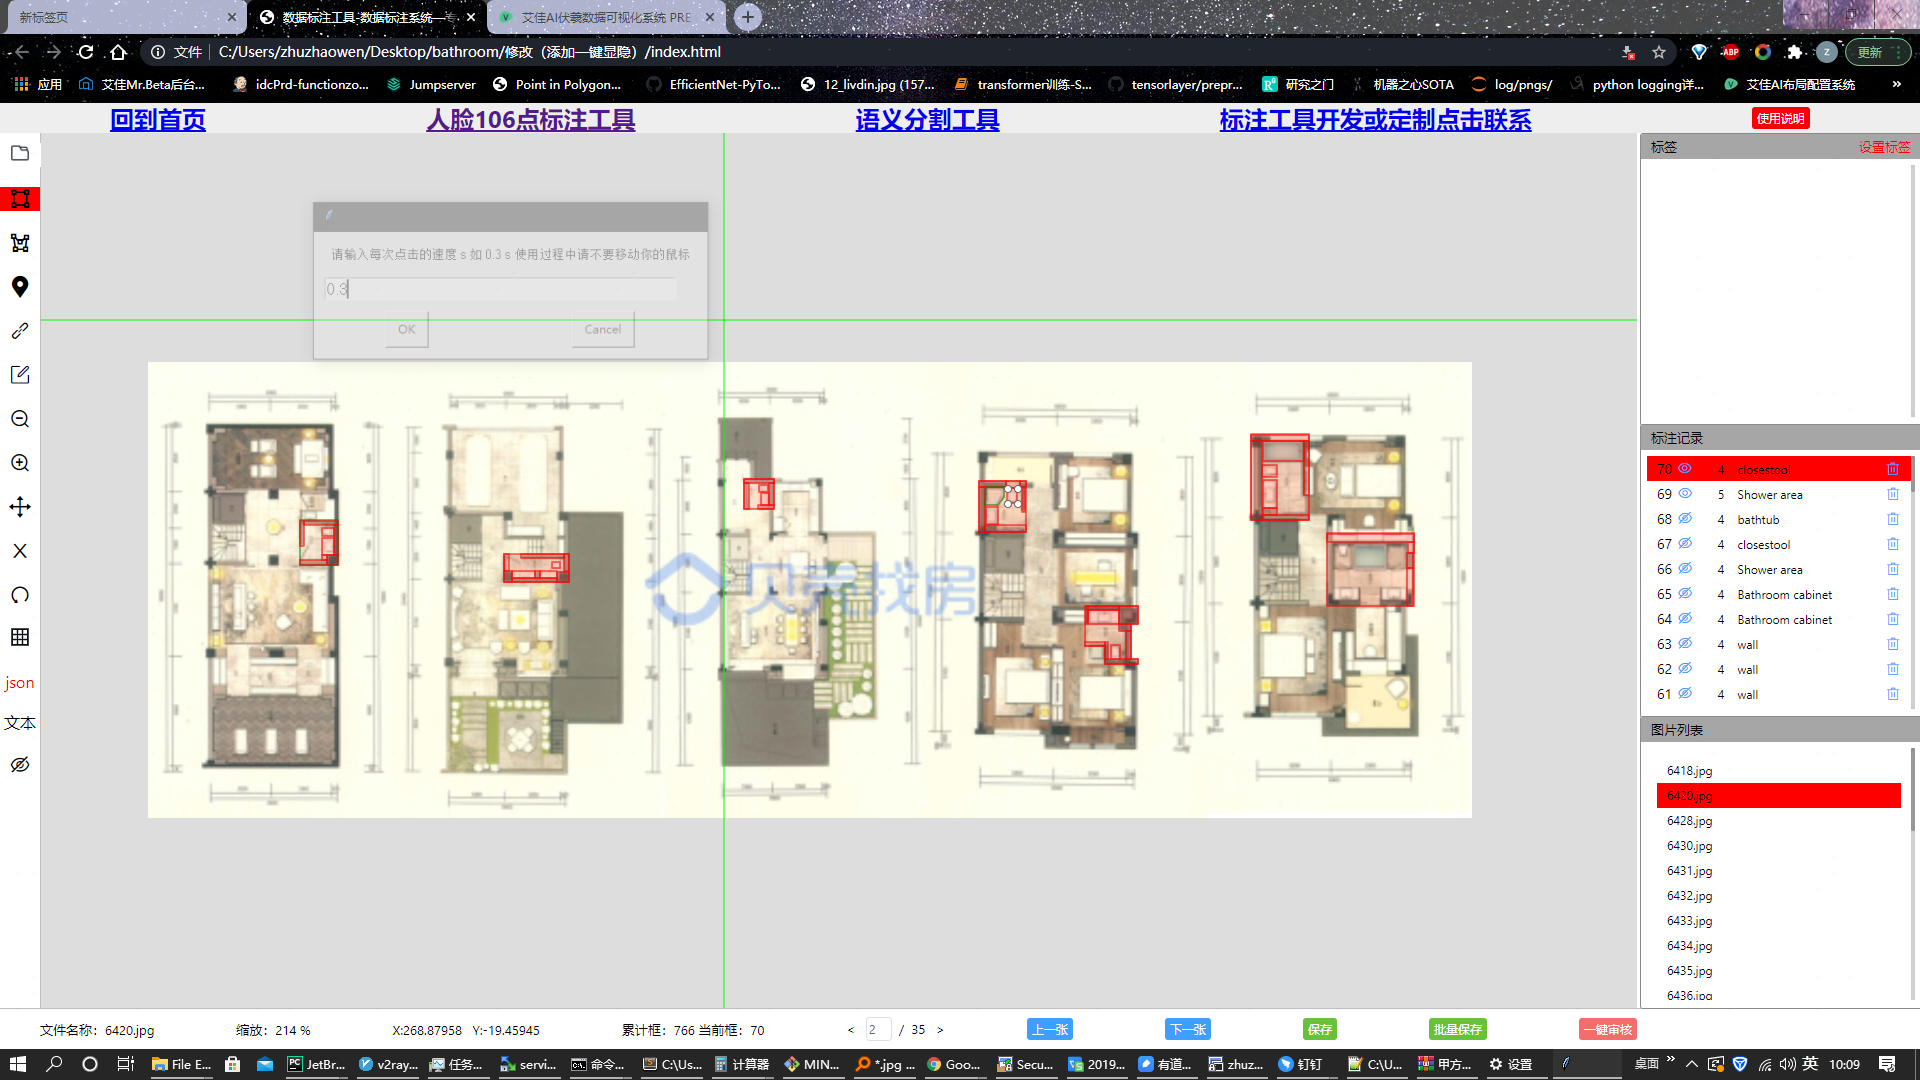 新标签页
数据标注工具-数据标注系统—专
艾佳AI伏羲数据可视化系统 PRE
文件 C:/Users/zhuzhaowen/Desktop/bathroom/修改（添加一键显隐）/index.html
更新
应用 艾佳Mr.Beta后台... idcPrd-functionzo... Jumpserver Point in Polygon... EfficientNet-PyTo... 12_livdin.jpg (157... transformer训练-S... tensorlayer/prepr... 研究之门 机器之心SOTA log/pngs/ python logging详... 艾佳AI布局配置系统 »
回到首页 人脸106点标注工具 语义分割工具 标注工具开发或定制点击联系 使用说明
标签 设置标签
请输入每次点击的速度 s 如 0.3 s 使用过程中请不要移动你的鼠标
0.3
OK Cancel
贝壳找房
json
文本
标注记录
70 4 closestool
69 5 Shower area
68 4 bathtub
67 4 closestool
66 4 Shower area
65 4 Bathroom cabinet
64 4 Bathroom cabinet
63 4 wall
62 4 wall
61 4 wall
图片列表
6418.jpg
6420.jpg
6428.jpg
6430.jpg
6431.jpg
6432.jpg
6433.jpg
6434.jpg
6435.jpg
6436.jpg
文件名称: 6420.jpg 缩放: 214 % X:268.87958 Y:-19.45945 累计框: 766 当前框: 70 < 2 / 35 > 上一张 下一张 保存 批量保存 一键审核
File E... JetBr... v2ray... 任务... servi... 命令... C:\Us... 计算器 MIN... *.jpg ... Goo... Secu... 2019... 有道... zhuz... 钉钉 C:\U... 甲方... 设置 桌面 » 英 10:09